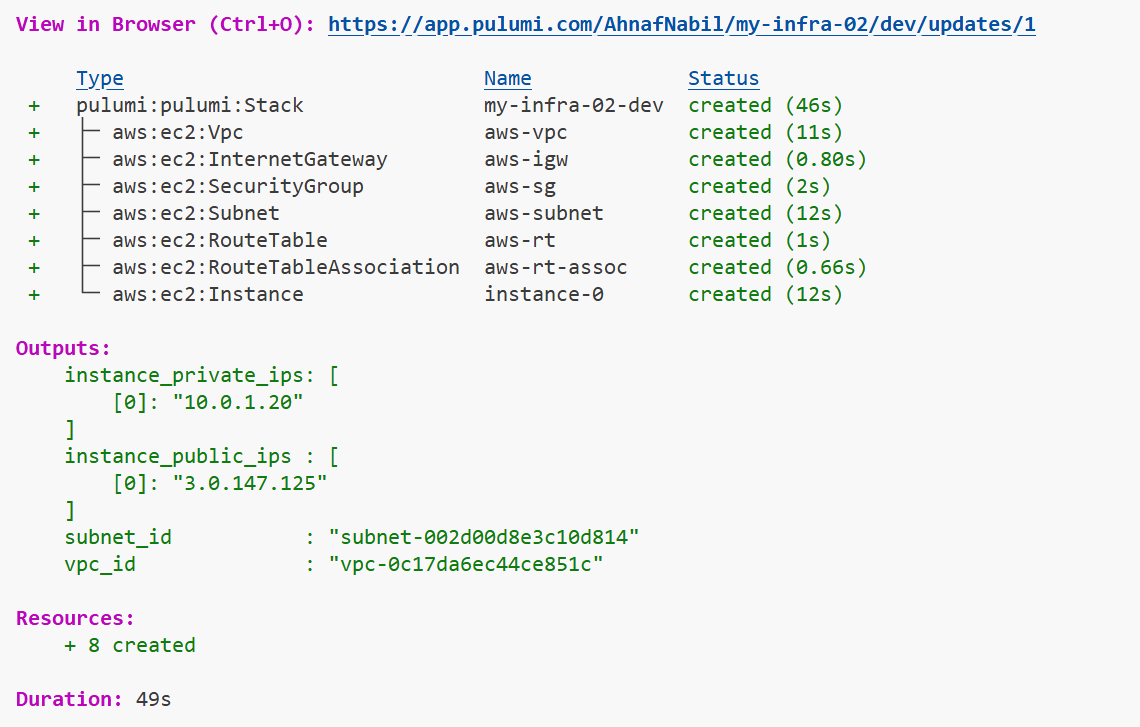 View in Browser (Ctrl+O): https://app.pulumi.com/AhnafNabil/my-infra-02/dev/updates/1
Type Name Status
+ pulumi:pulumi:Stack my-infra-02-dev created (46s)
+ ├─ aws:ec2:Vpc aws-vpc created (11s)
+ ├─ aws:ec2:InternetGateway aws-igw created (0.80s)
+ ├─ aws:ec2:SecurityGroup aws-sg created (2s)
+ ├─ aws:ec2:Subnet aws-subnet created (12s)
+ ├─ aws:ec2:RouteTable aws-rt created (1s)
+ ├─ aws:ec2:RouteTableAssociation aws-rt-assoc created (0.66s)
+ └─ aws:ec2:Instance instance-0 created (12s)
Outputs:
instance_private_ips: [
[0]: "10.0.1.20"
]
instance_public_ips : [
[0]: "3.0.147.125"
]
subnet_id : "subnet-002d00d8e3c10d814"
vpc_id : "vpc-0c17da6ec44ce851c"
Resources:
+ 8 created
Duration: 49s